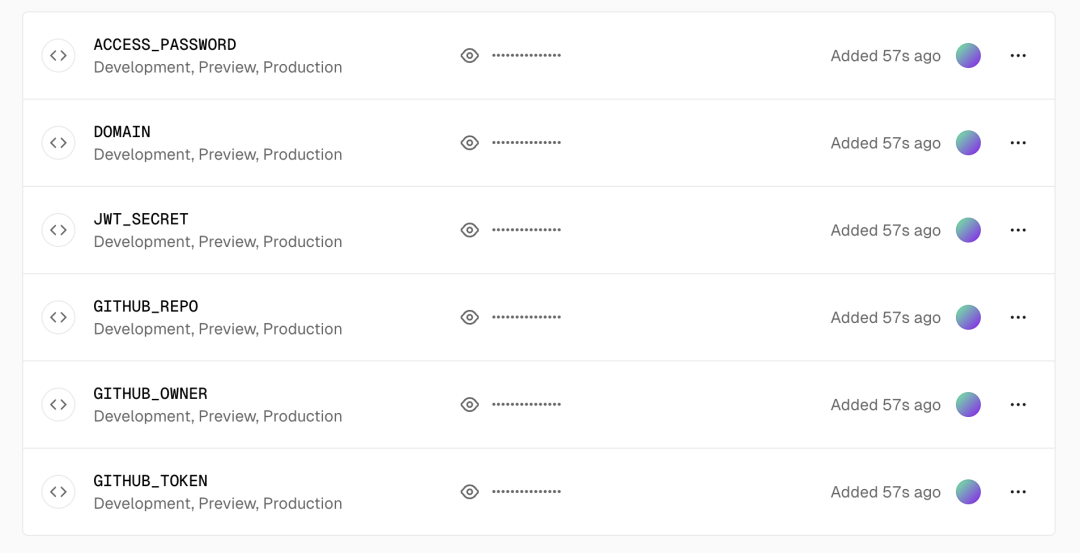 ACCESS_PASSWORD
Development, Preview, Production
•••••••••••••••
Added 57s ago
DOMAIN
Development, Preview, Production
•••••••••••••••
Added 57s ago
JWT_SECRET
Development, Preview, Production
•••••••••••••••
Added 57s ago
GITHUB_REPO
Development, Preview, Production
•••••••••••••••
Added 57s ago
GITHUB_OWNER
Development, Preview, Production
•••••••••••••••
Added 57s ago
GITHUB_TOKEN
Development, Preview, Production
•••••••••••••••
Added 57s ago